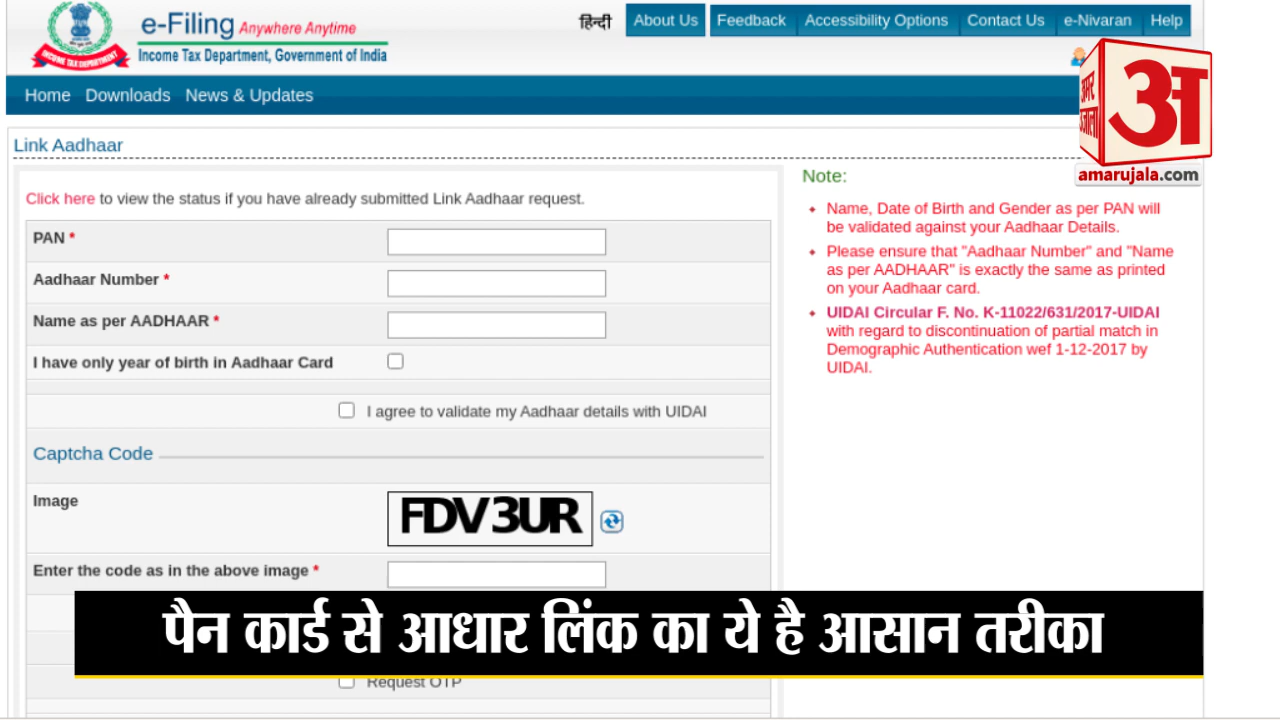 e-Filing Anywhere Anytime
Income Tax Department, Government of India
INCOME TAX DEPARTMENT
हिन्दी About Us Feedback Accessibility Options Contact Us e-Nivaran Help
Home Downloads News & Updates
अमर उजाला
अ
amarujala.com
Link Aadhaar
Click here to view the status if you have already submitted Link Aadhaar request.
PAN *
Aadhaar Number *
Name as per AADHAAR *
I have only year of birth in Aadhaar Card
I agree to validate my Aadhaar details with UIDAI
Captcha Code
Image
FDV3UR
Enter the code as in the above image *
Request OTP
Note:
Name, Date of Birth and Gender as per PAN will
be validated against your Aadhaar Details.
Please ensure that "Aadhaar Number" and "Name
as per AADHAAR" is exactly the same as printed
on your Aadhaar card.
UIDAI Circular F. No. K-11022/631/2017-UIDAI
with regard to discontinuation of partial match in
Demographic Authentication wef 1-12-2017 by
UIDAI.
पैन कार्ड से आधार लिंक का ये है आसान तरीका